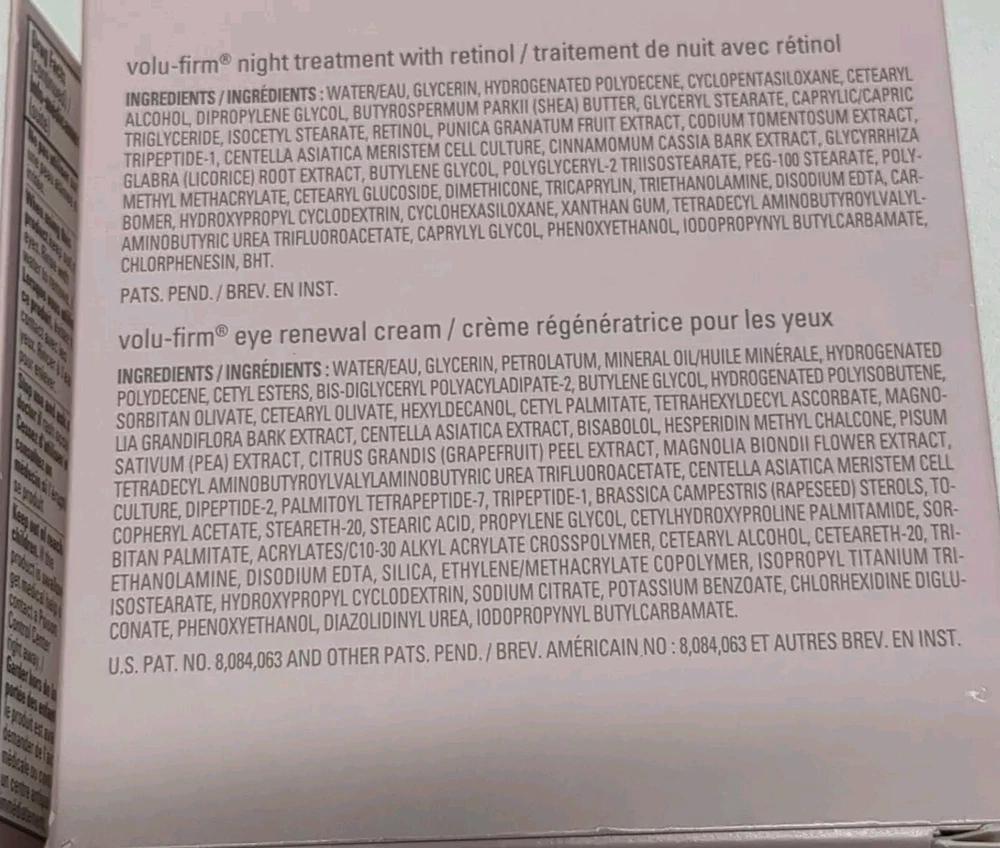 volu-firm® night treatment with retinol / traitement de nuit avec rétinol
INGREDIENTS / INGRÉDIENTS : WATER/EAU, GLYCERIN, HYDROGENATED POLYDECENE, CYCLOPENTASILOXANE, CETEARYL
ALCOHOL, DIPROPYLENE GLYCOL, BUTYROSPERMUM PARKII (SHEA) BUTTER, GLYCERYL STEARATE, CAPRYLIC/CAPRIC
TRIGLYCERIDE, ISOCETYL STEARATE, RETINOL, PUNICA GRANATUM FRUIT EXTRACT, CODIUM TOMENTOSUM EXTRACT,
TRIPEPTIDE-1, CENTELLA ASIATICA MERISTEM CELL CULTURE, CINNAMOMUM CASSIA BARK EXTRACT, GLYCYRRHIZA
GLABRA (LICORICE) ROOT EXTRACT, BUTYLENE GLYCOL, POLYGLYCERYL-2 TRIISOSTEARATE, PEG-100 STEARATE, POLY-
METHYL METHACRYLATE, CETEARYL GLUCOSIDE, DIMETHICONE, TRICAPRYLIN, TRIETHANOLAMINE, DISODIUM EDTA, CAR-
BOMER, HYDROXYPROPYL CYCLODEXTRIN, CYCLOHEXASILOXANE, XANTHAN GUM, TETRADECYL AMINOBUTYROYLVALYL-
AMINOBUTYRIC UREA TRIFLUOROACETATE, CAPRYLYL GLYCOL, PHENOXYETHANOL, IODOPROPYNYL BUTYLCARBAMATE,
CHLORPHENESIN, BHT.
PATS. PEND. / BREV. EN INST.
volu-firm® eye renewal cream / crème régénératrice pour les yeux
INGREDIENTS / INGRÉDIENTS : WATER/EAU, GLYCERIN, PETROLATUM, MINERAL OIL/HUILE MINÉRALE, HYDROGENATED
POLYDECENE, CETYL ESTERS, BIS-DIGLYCERYL POLYACYLADIPATE-2, BUTYLENE GLYCOL, HYDROGENATED POLYISOBUTENE,
SORBITAN OLIVATE, CETEARYL OLIVATE, HEXYLDECANOL, CETYL PALMITATE, TETRAHEXYLDECYL ASCORBATE, MAGNO-
LIA GRANDIFLORA BARK EXTRACT, CENTELLA ASIATICA EXTRACT, BISABOLOL, HESPERIDIN METHYL CHALCONE, PISUM
SATIVUM (PEA) EXTRACT, CITRUS GRANDIS (GRAPEFRUIT) PEEL EXTRACT, MAGNOLIA BIONDII FLOWER EXTRACT,
TETRADECYL AMINOBUTYROYLVALYLAMINOBUTYRIC UREA TRIFLUOROACETATE, CENTELLA ASIATICA MERISTEM CELL
CULTURE, DIPEPTIDE-2, PALMITOYL TETRAPEPTIDE-7, TRIPEPTIDE-1, BRASSICA CAMPESTRIS (RAPESEED) STEROLS, TO-
COPHERYL ACETATE, STEARETH-20, STEARIC ACID, PROPYLENE GLYCOL, CETYLHYDROXYPROLINE PALMITAMIDE, SOR-
BITAN PALMITATE, ACRYLATES/C10-30 ALKYL ACRYLATE CROSSPOLYMER, CETEARYL ALCOHOL, CETEARETH-20, TRI-
ETHANOLAMINE, DISODIUM EDTA, SILICA, ETHYLENE/METHACRYLATE COPOLYMER, ISOPROPYL TITANIUM TRI-
ISOSTEARATE, HYDROXYPROPYL CYCLODEXTRIN, SODIUM CITRATE, POTASSIUM BENZOATE, CHLORHEXIDINE DIGLU-
CONATE, PHENOXYETHANOL, DIAZOLIDINYL UREA, IODOPROPYNYL BUTYLCARBAMATE.
U.S. PAT. NO. 8,084,063 AND OTHER PATS. PEND. / BREV. AMÉRICAIN NO : 8,084,063 ET AUTRES BREV. EN INST.